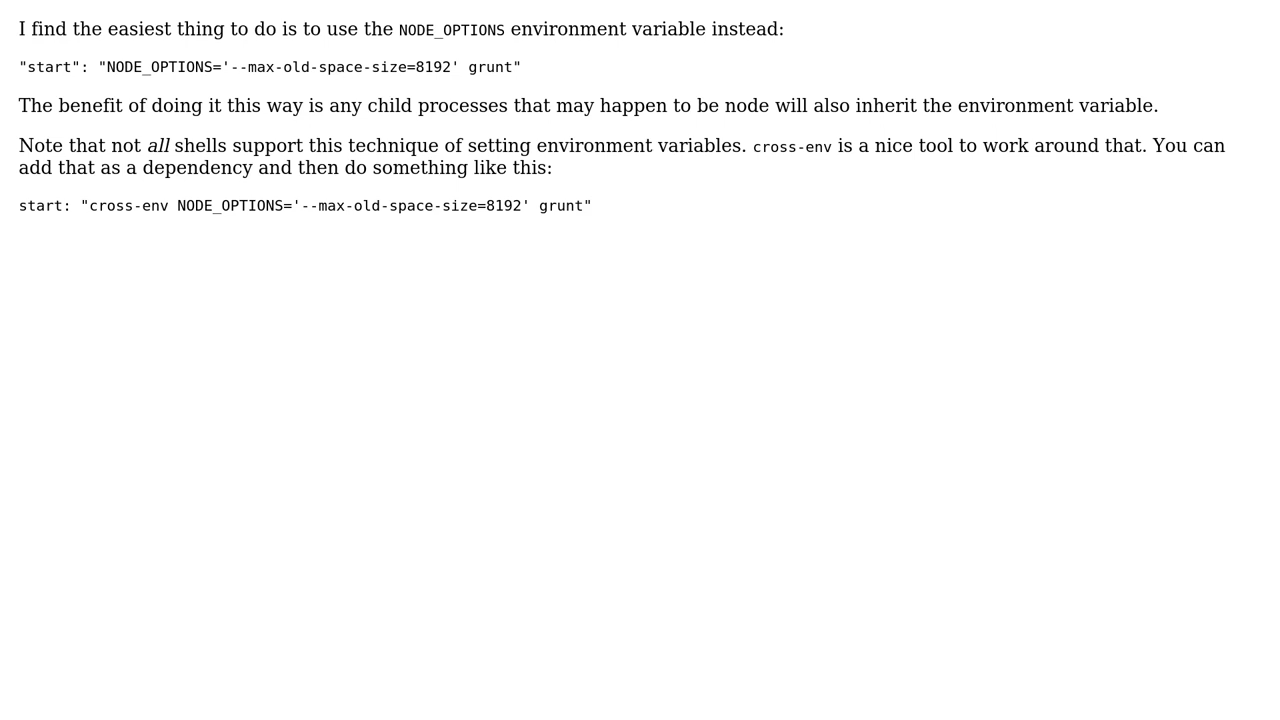 I find the easiest thing to do is to use the NODE_OPTIONS environment variable instead:
"start": "NODE_OPTIONS='--max-old-space-size=8192' grunt"
The benefit of doing it this way is any child processes that may happen to be node will also inherit the environment variable.
Note that not all shells support this technique of setting environment variables. cross-env is a nice tool to work around that. You can
add that as a dependency and then do something like this:
start: "cross-env NODE_OPTIONS='--max-old-space-size=8192' grunt"